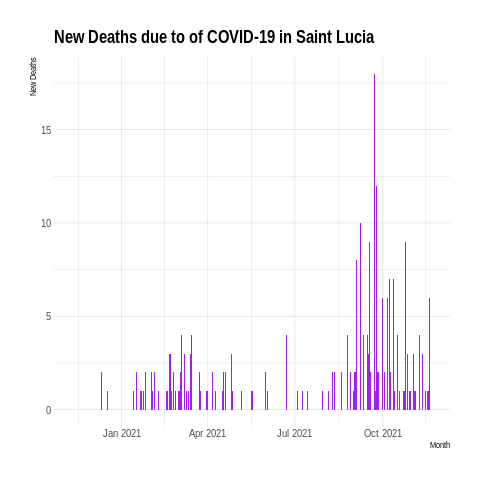 New Deaths due to of COVID-19 in Saint Lucia
New Deaths
15
10
5
0
Jan 2021 Apr 2021 Jul 2021 Oct 2021
Month